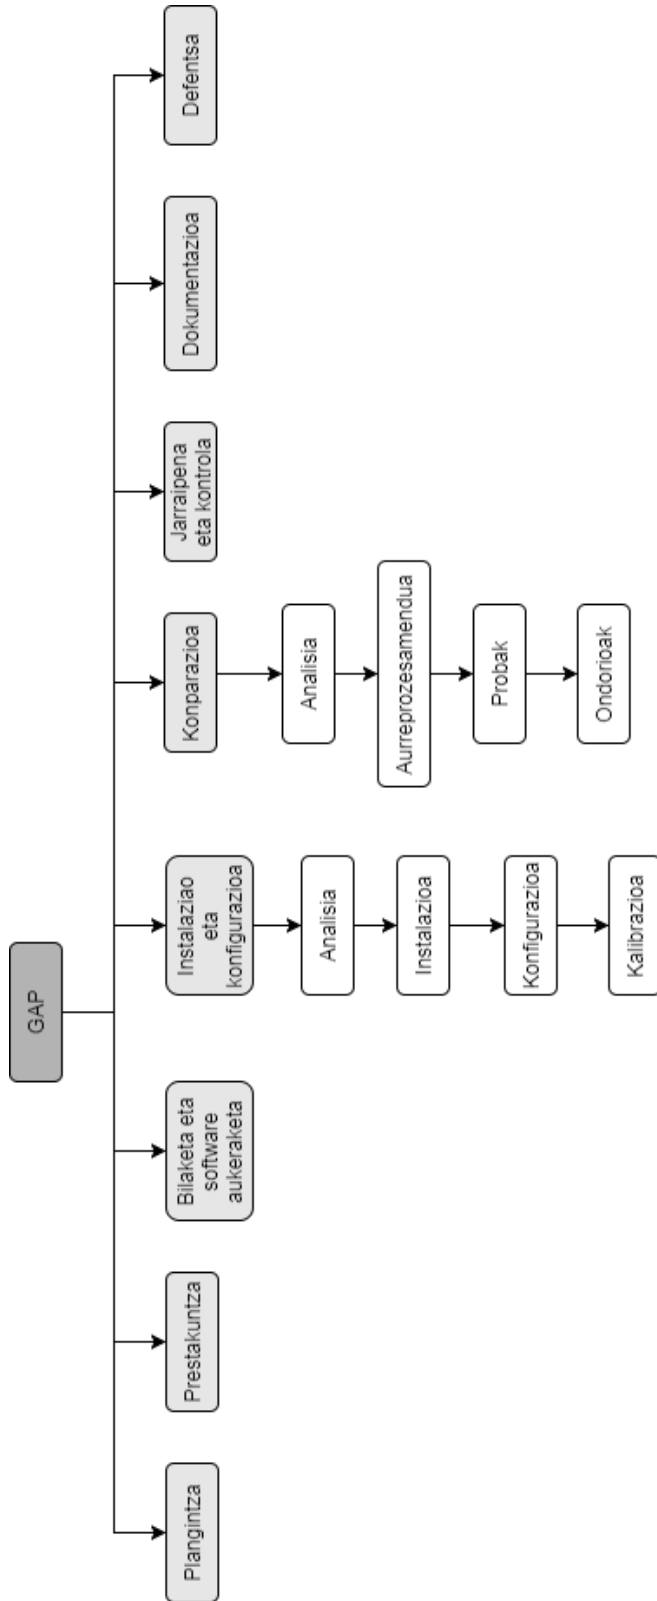 GAP
Plangintza
Prestakuntza
Bilaketa eta
software
aukeraketa
Instalaziao
eta
konfigurazioa
Analisia
Instalazioa
Konfigurazioa
Kalibrazioa
Konparazioa
Analisia
Aurreprozesamendua
Probak
Ondorioak
Jarraipena
eta kontrola
Dokumentazioa
Defentsa